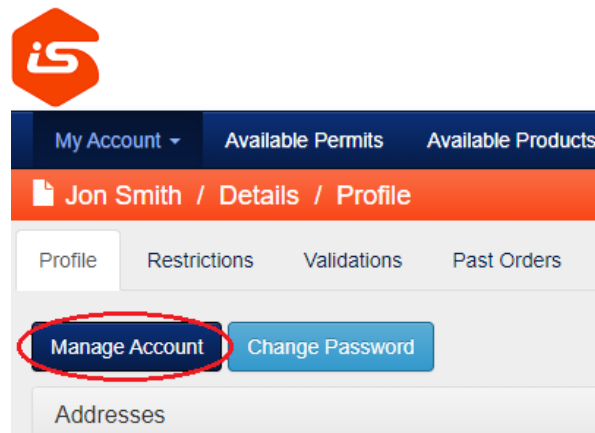 iS
My Account Available Permits Available Products
Jon Smith / Details / Profile
Profile Restrictions Validations Past Orders
Manage Account Change Password
Addresses